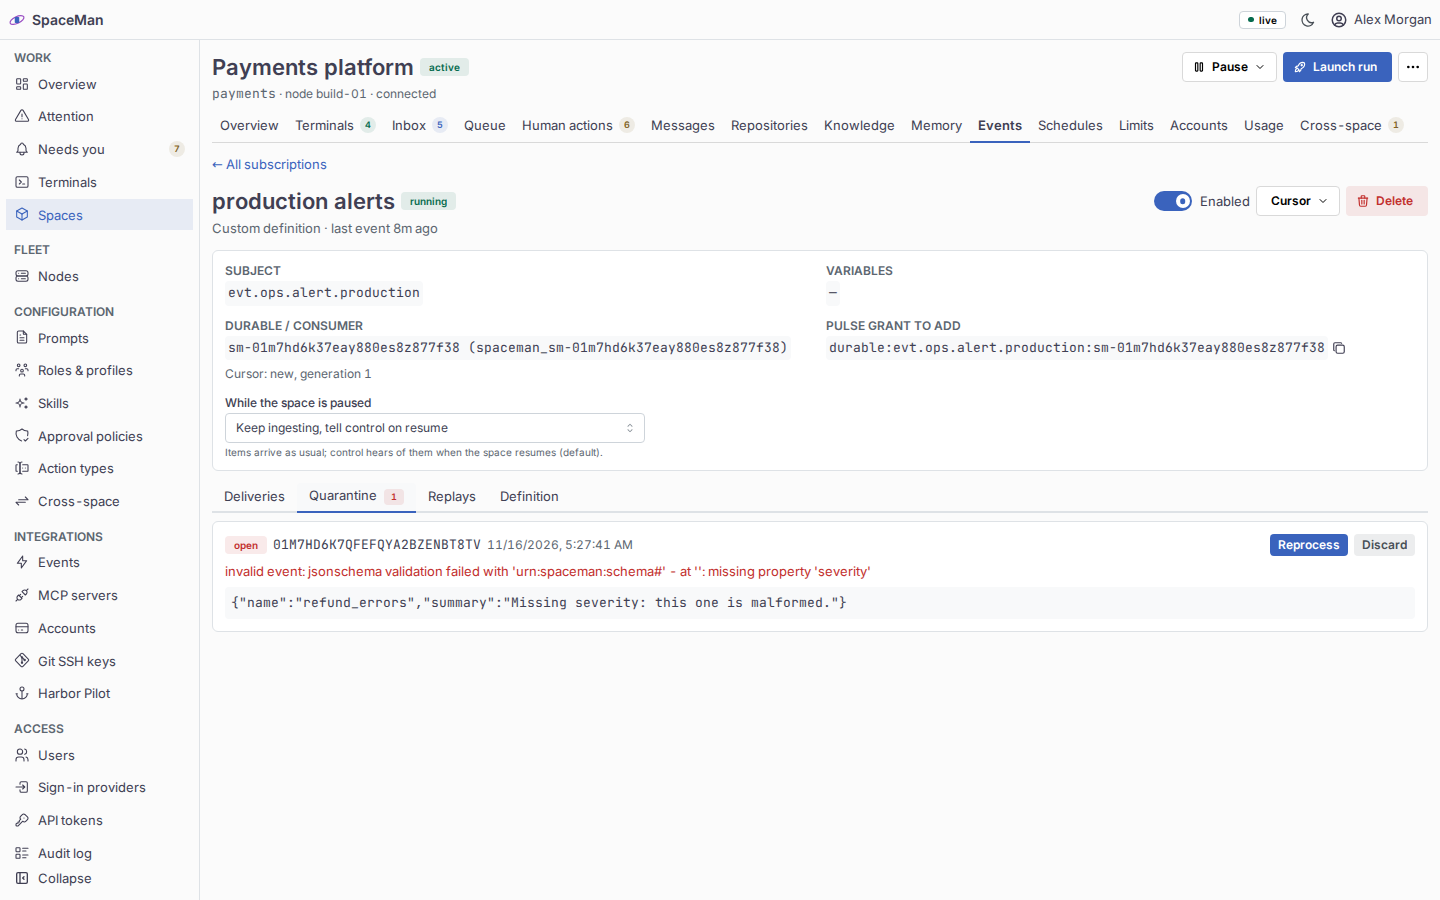 SpaceMan
live
Alex Morgan
WORK
Overview
Attention
Needs you 7
Terminals
Spaces
FLEET
Nodes
CONFIGURATION
Prompts
Roles & profiles
Skills
Approval policies
Action types
Cross-space
INTEGRATIONS
Events
MCP servers
Accounts
Git SSH keys
Harbor Pilot
ACCESS
Users
Sign-in providers
API tokens
Audit log
Collapse
Payments platform active
Pause Launch run
payments · node build-01 · connected
Overview Terminals 4 Inbox 5 Queue Human actions 6 Messages Repositories Knowledge Memory Events Schedules Limits Accounts Usage Cross-space 1
← All subscriptions
production alerts running
Enabled Cursor Delete
Custom definition · last event 8m ago
SUBJECT
evt.ops.alert.production
VARIABLES
—
DURABLE / CONSUMER
sm-01m7hd6k37eay880es8z877f38 (spaceman_sm-01m7hd6k37eay880es8z877f38)
Cursor: new, generation 1
PULSE GRANT TO ADD
durable:evt.ops.alert.production:sm-01m7hd6k37eay880es8z877f38
While the space is paused
Keep ingesting, tell control on resume
Items arrive as usual; control hears of them when the space resumes (default).
Deliveries Quarantine 1 Replays Definition
open 01M7HD6K7QFEFQYA2BZENBT8TV 11/16/2026, 5:27:41 AM
Reprocess Discard
invalid event: jsonschema validation failed with 'urn:spaceman:schema#' - at '': missing property 'severity'
{"name":"refund_errors","summary":"Missing severity: this one is malformed."}